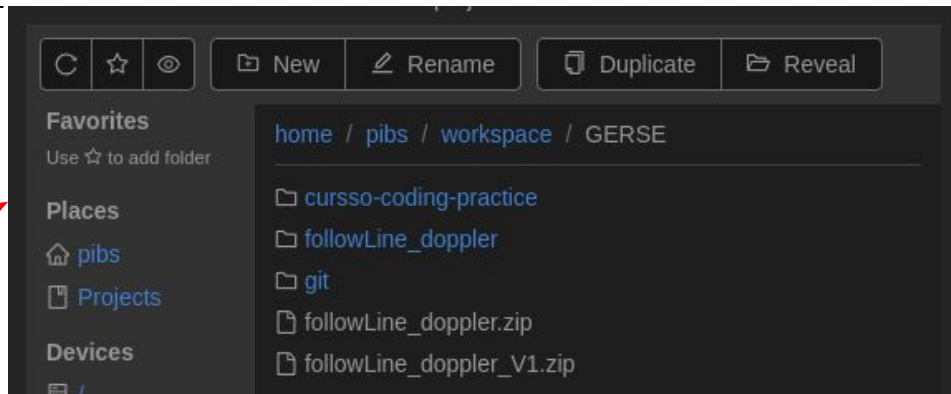 New Rename Duplicate Reveal
Favorites
Use ☆ to add folder
Places
pibs
Projects
Devices
/
home / pibs / workspace / GERSE
cursso-coding-practice
followLine_doppler
git
followLine_doppler.zip
followLine_doppler_V1.zip